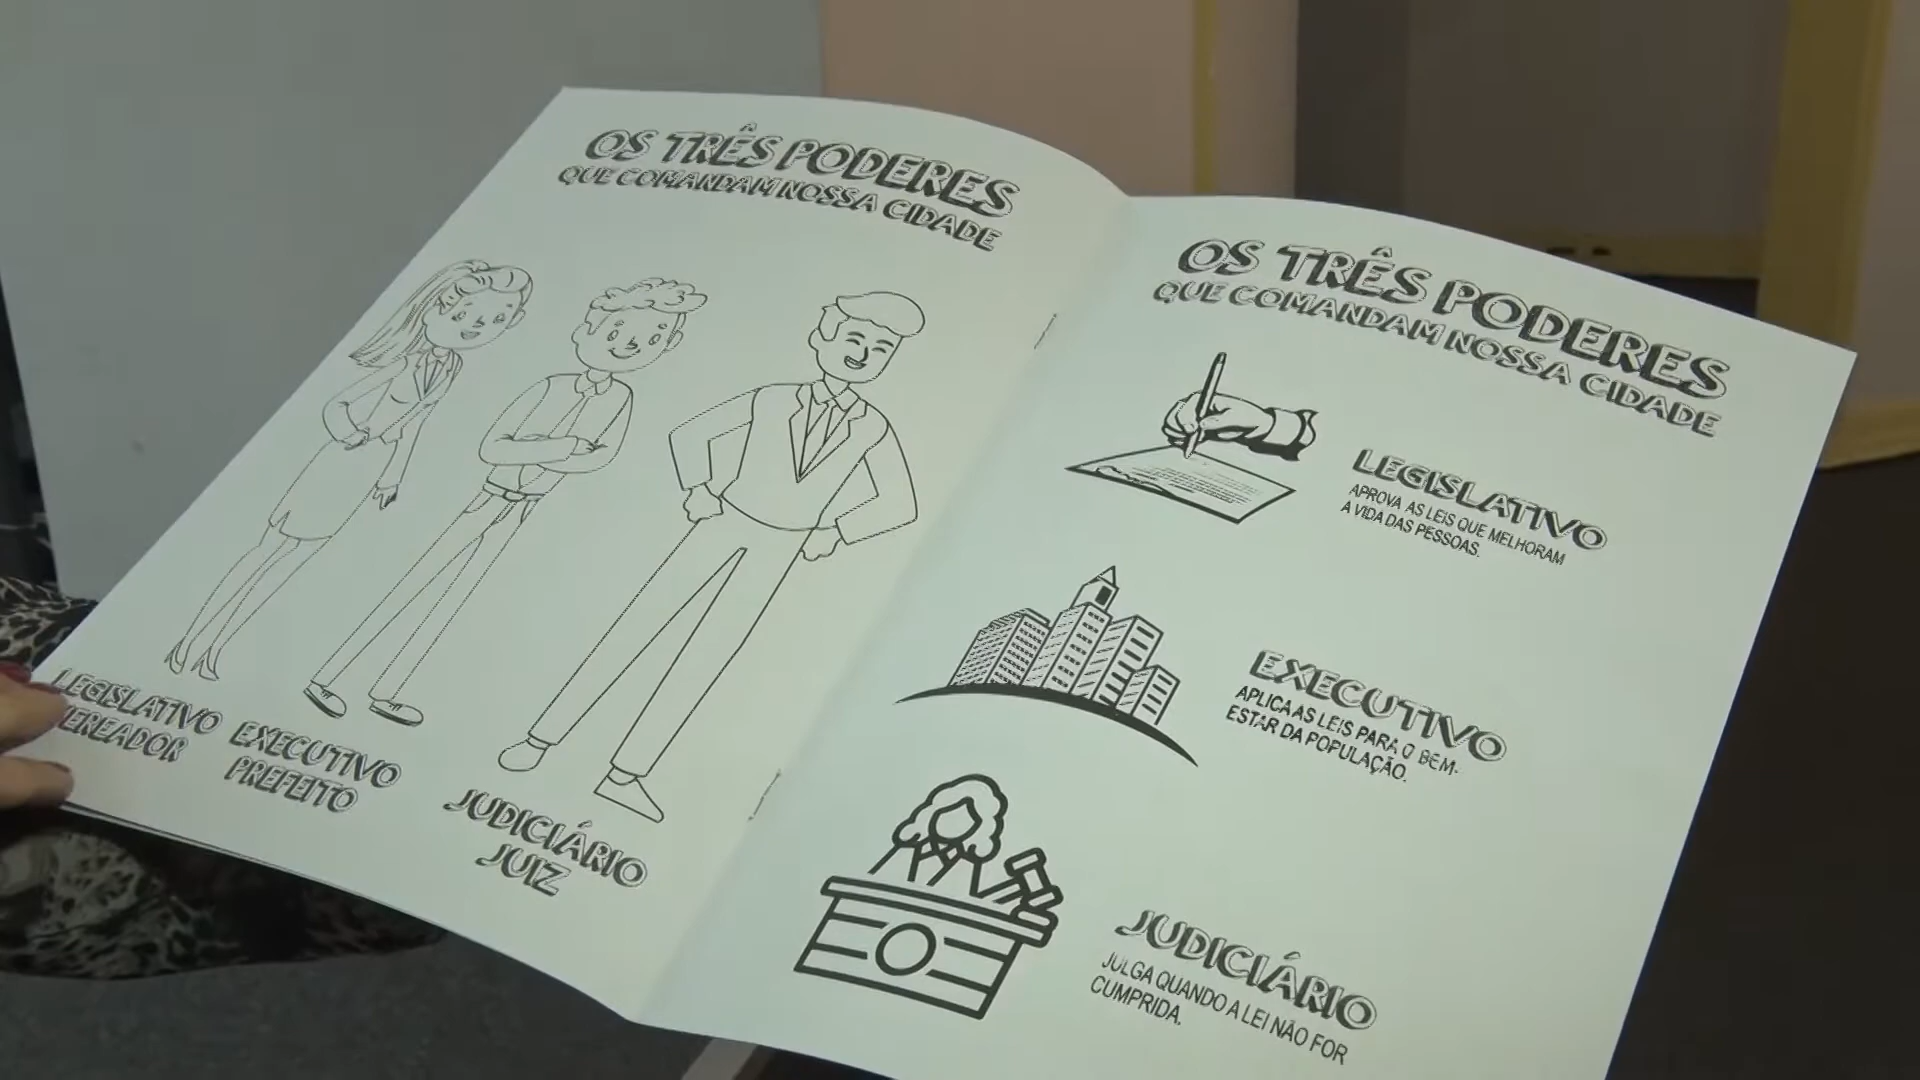 OS TRÊS PODERES
QUE COMANDAM NOSSA CIDADE
LEGISLATIVO
VEREADOR
EXECUTIVO
PREFEITO
JUDICIÁRIO
JUIZ
OS TRÊS PODERES
QUE COMANDAM NOSSA CIDADE
LEGISLATIVO
APROVA AS LEIS QUE MELHORAM
A VIDA DAS PESSOAS.
EXECUTIVO
APLICA AS LEIS PARA O BEM-
ESTAR DA POPULAÇÃO.
JUDICIÁRIO
JULGA QUANDO A LEI NÃO FOR
CUMPRIDA.